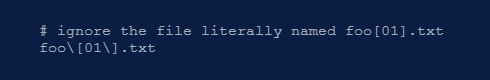 # ignore the file literally named foo[01].txt
foo\[01\].txt